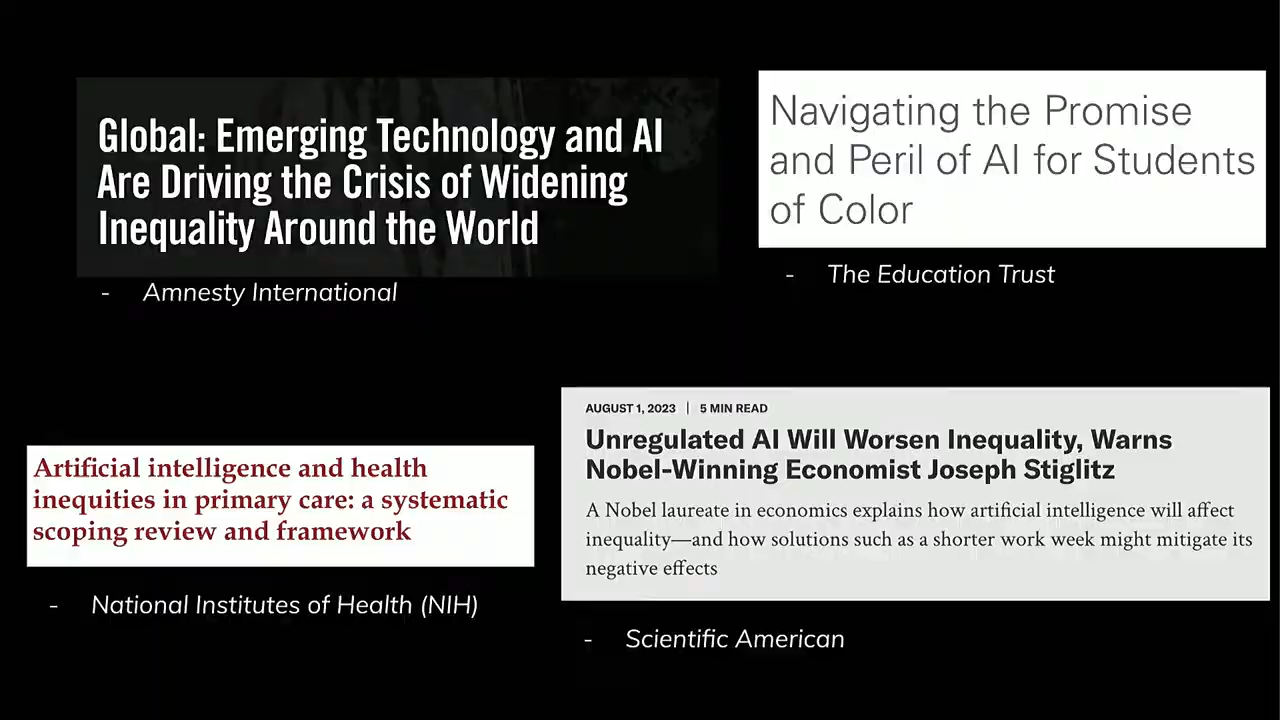 Global: Emerging Technology and AI
Are Driving the Crisis of Widening
Inequality Around the World
- Amnesty International
Navigating the Promise
and Peril of AI for Students
of Color
- The Education Trust
Artificial intelligence and health
inequities in primary care: a systematic
scoping review and framework
- National Institutes of Health (NIH)
AUGUST 1, 2023 | 5 MIN READ
Unregulated AI Will Worsen Inequality, Warns
Nobel-Winning Economist Joseph Stiglitz
A Nobel laureate in economics explains how artificial intelligence will affect
inequality—and how solutions such as a shorter work week might mitigate its
negative effects
- Scientific American